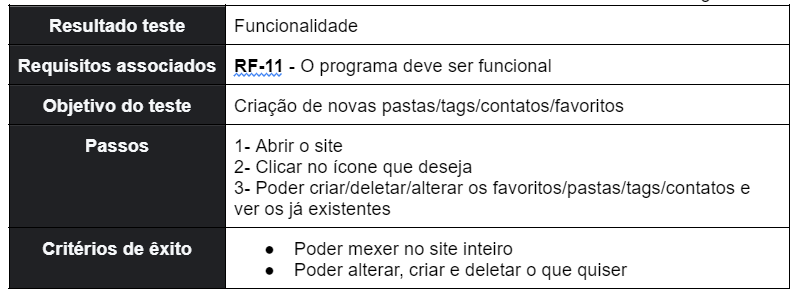 Resultado teste Funcionalidade
Requisitos associados RF-11 - O programa deve ser funcional
Objetivo do teste Criação de novas pastas/tags/contatos/favoritos
Passos 1- Abrir o site
2- Clicar no ícone que deseja
3- Poder criar/deletar/alterar os favoritos/pastas/tags/contatos e
ver os já existentes
Critérios de êxito ● Poder mexer no site inteiro
● Poder alterar, criar e deletar o que quiser